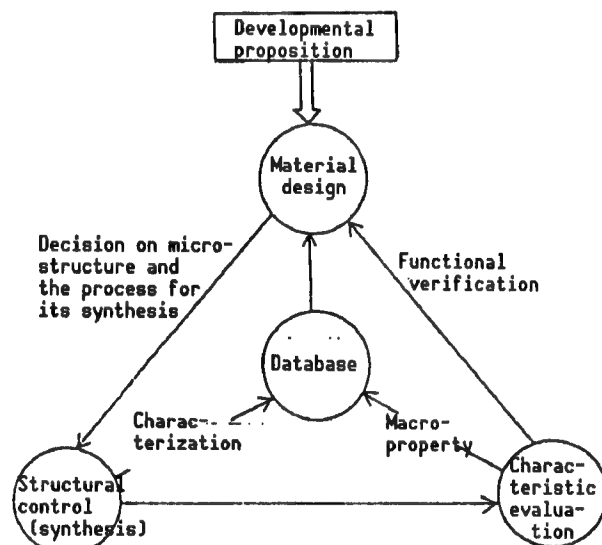 Developmental
proposition
Material
design
Decision on micro-
structure and
the process for
its synthesis
Functional
verification
Database
Charac-
terization
Macro-
property
Structural
control
(synthesis)
Charac-
teristic
evalua-
tion